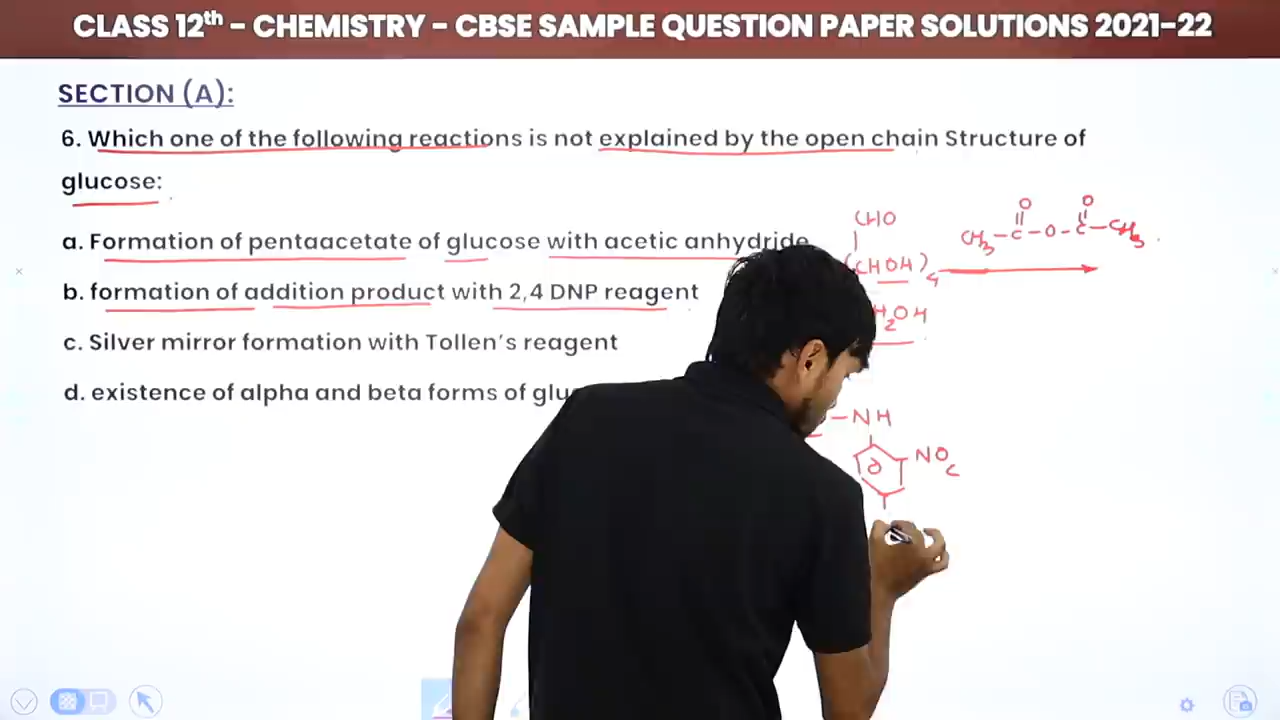 CLASS 12th - CHEMISTRY - CBSE SAMPLE QUESTION PAPER SOLUTIONS 2021-22
SECTION (A):
6. Which one of the following reactions is not explained by the open chain Structure of
glucose:
a. Formation of pentaacetate of glucose with acetic anhydride
b. formation of addition product with 2,4 DNP reagent
c. Silver mirror formation with Tollen's reagent
d. existence of alpha and beta forms of
CHO
(CHOH)4
H2OH
CH3-C-O-C-CH3
O O
-NH
NO